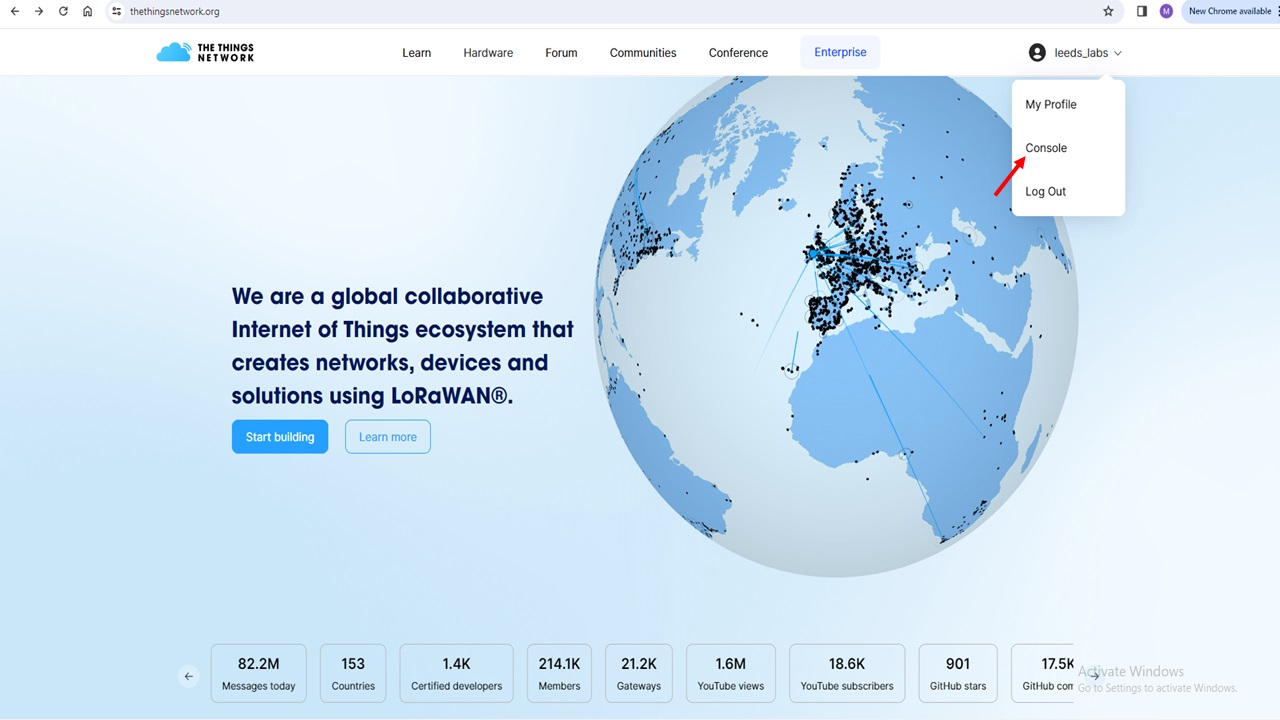 thethingsnetwork.org
M
New Chrome available
THE THINGS
NETWORK
Learn
Hardware
Forum
Communities
Conference
Enterprise
leeds_labs
My Profile
Console
Log Out
We are a global collaborative
Internet of Things ecosystem that
creates networks, devices and
solutions using LoRaWAN®.
Start building
Learn more
82.2M
Messages today
153
Countries
1.4K
Certified developers
214.1K
Members
21.2K
Gateways
1.6M
YouTube views
18.6K
YouTube subscribers
901
GitHub stars
17.5K
GitHub com
Activate Windows
Go to Settings to activate Windows.